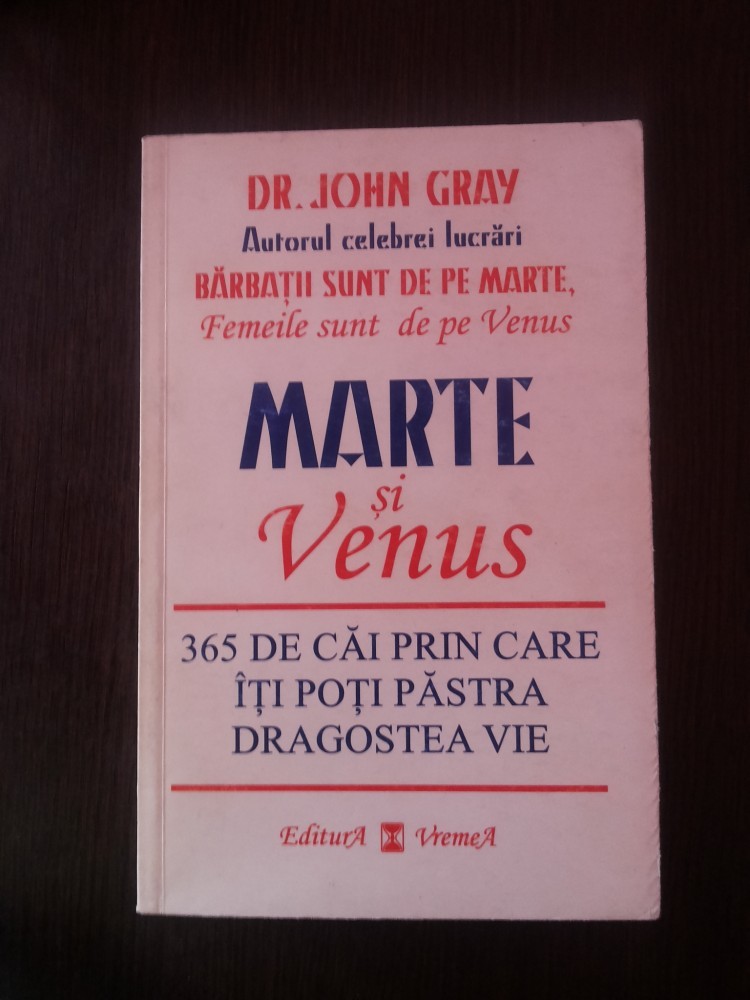 DR. JOHN GRAY
Autorul celebrei lucrări
BĂRBAȚII SUNT DE PE MARTE,
Femeile sunt de pe Venus
MARTE
și
Venus
365 DE CĂI PRIN CARE
ÎȚI POȚI PĂSTRA
DRAGOSTEA VIE
EditurA VremeA